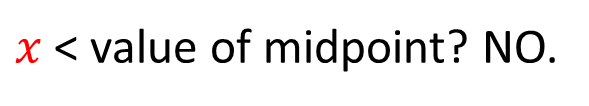 x < value of midpoint? NO.